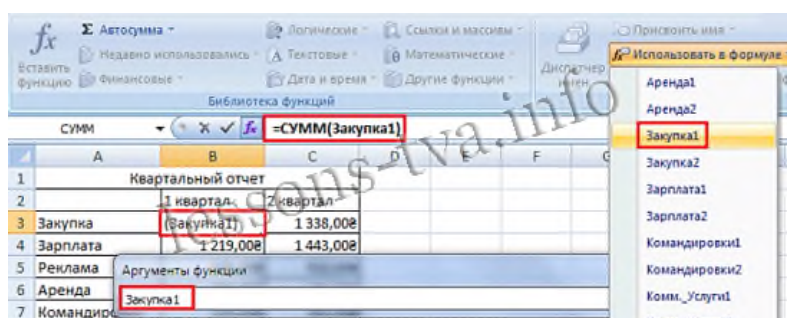 Σ Автосумма
Логические
Ссылки и массивы
Присвоить имя
Недавно использовались
Текстовые
Математические
Использовать в формуле
Вставить функцию
Финансовые
Дата и время
Другие функции
Диспетчер имен
Библиотека функций
Аренда1
Аренда2
Закупка1
Закупка2
Зарплата1
Зарплата2
Командировки1
Командировки2
Комм._Услуги1
СУММ
=СУММ(Закупка1)
A B C D E F G
1 Квартальный отчет
2 1 квартал 2 квартал
3 Закупка (Закупка1) 1 338,00₴
4 Зарплата 1 219,00₴ 1 443,00₴
5 Реклама
6 Аренда
7 Командиро
Аргументы функции
Закупка1
lessons-tva.info